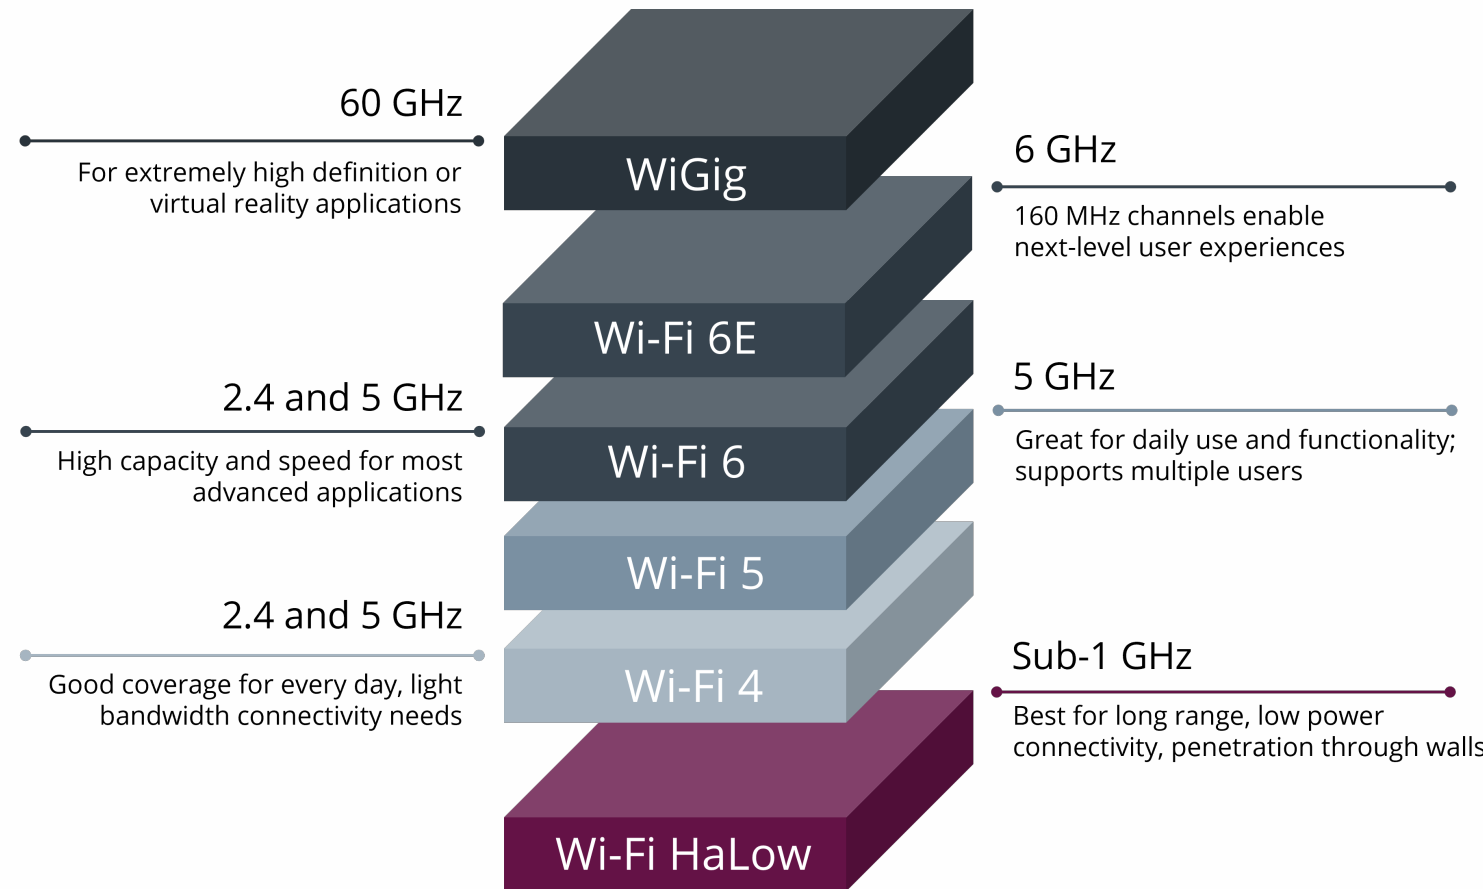 60 GHz
For extremely high definition or
virtual reality applications
WiGig
6 GHz
160 MHz channels enable
next-level user experiences
Wi-Fi 6E
2.4 and 5 GHz
High capacity and speed for most
advanced applications
Wi-Fi 6
5 GHz
Great for daily use and functionality;
supports multiple users
Wi-Fi 5
2.4 and 5 GHz
Good coverage for every day, light
bandwidth connectivity needs
Wi-Fi 4
Sub-1 GHz
Best for long range, low power
connectivity, penetration through walls
Wi-Fi HaLow